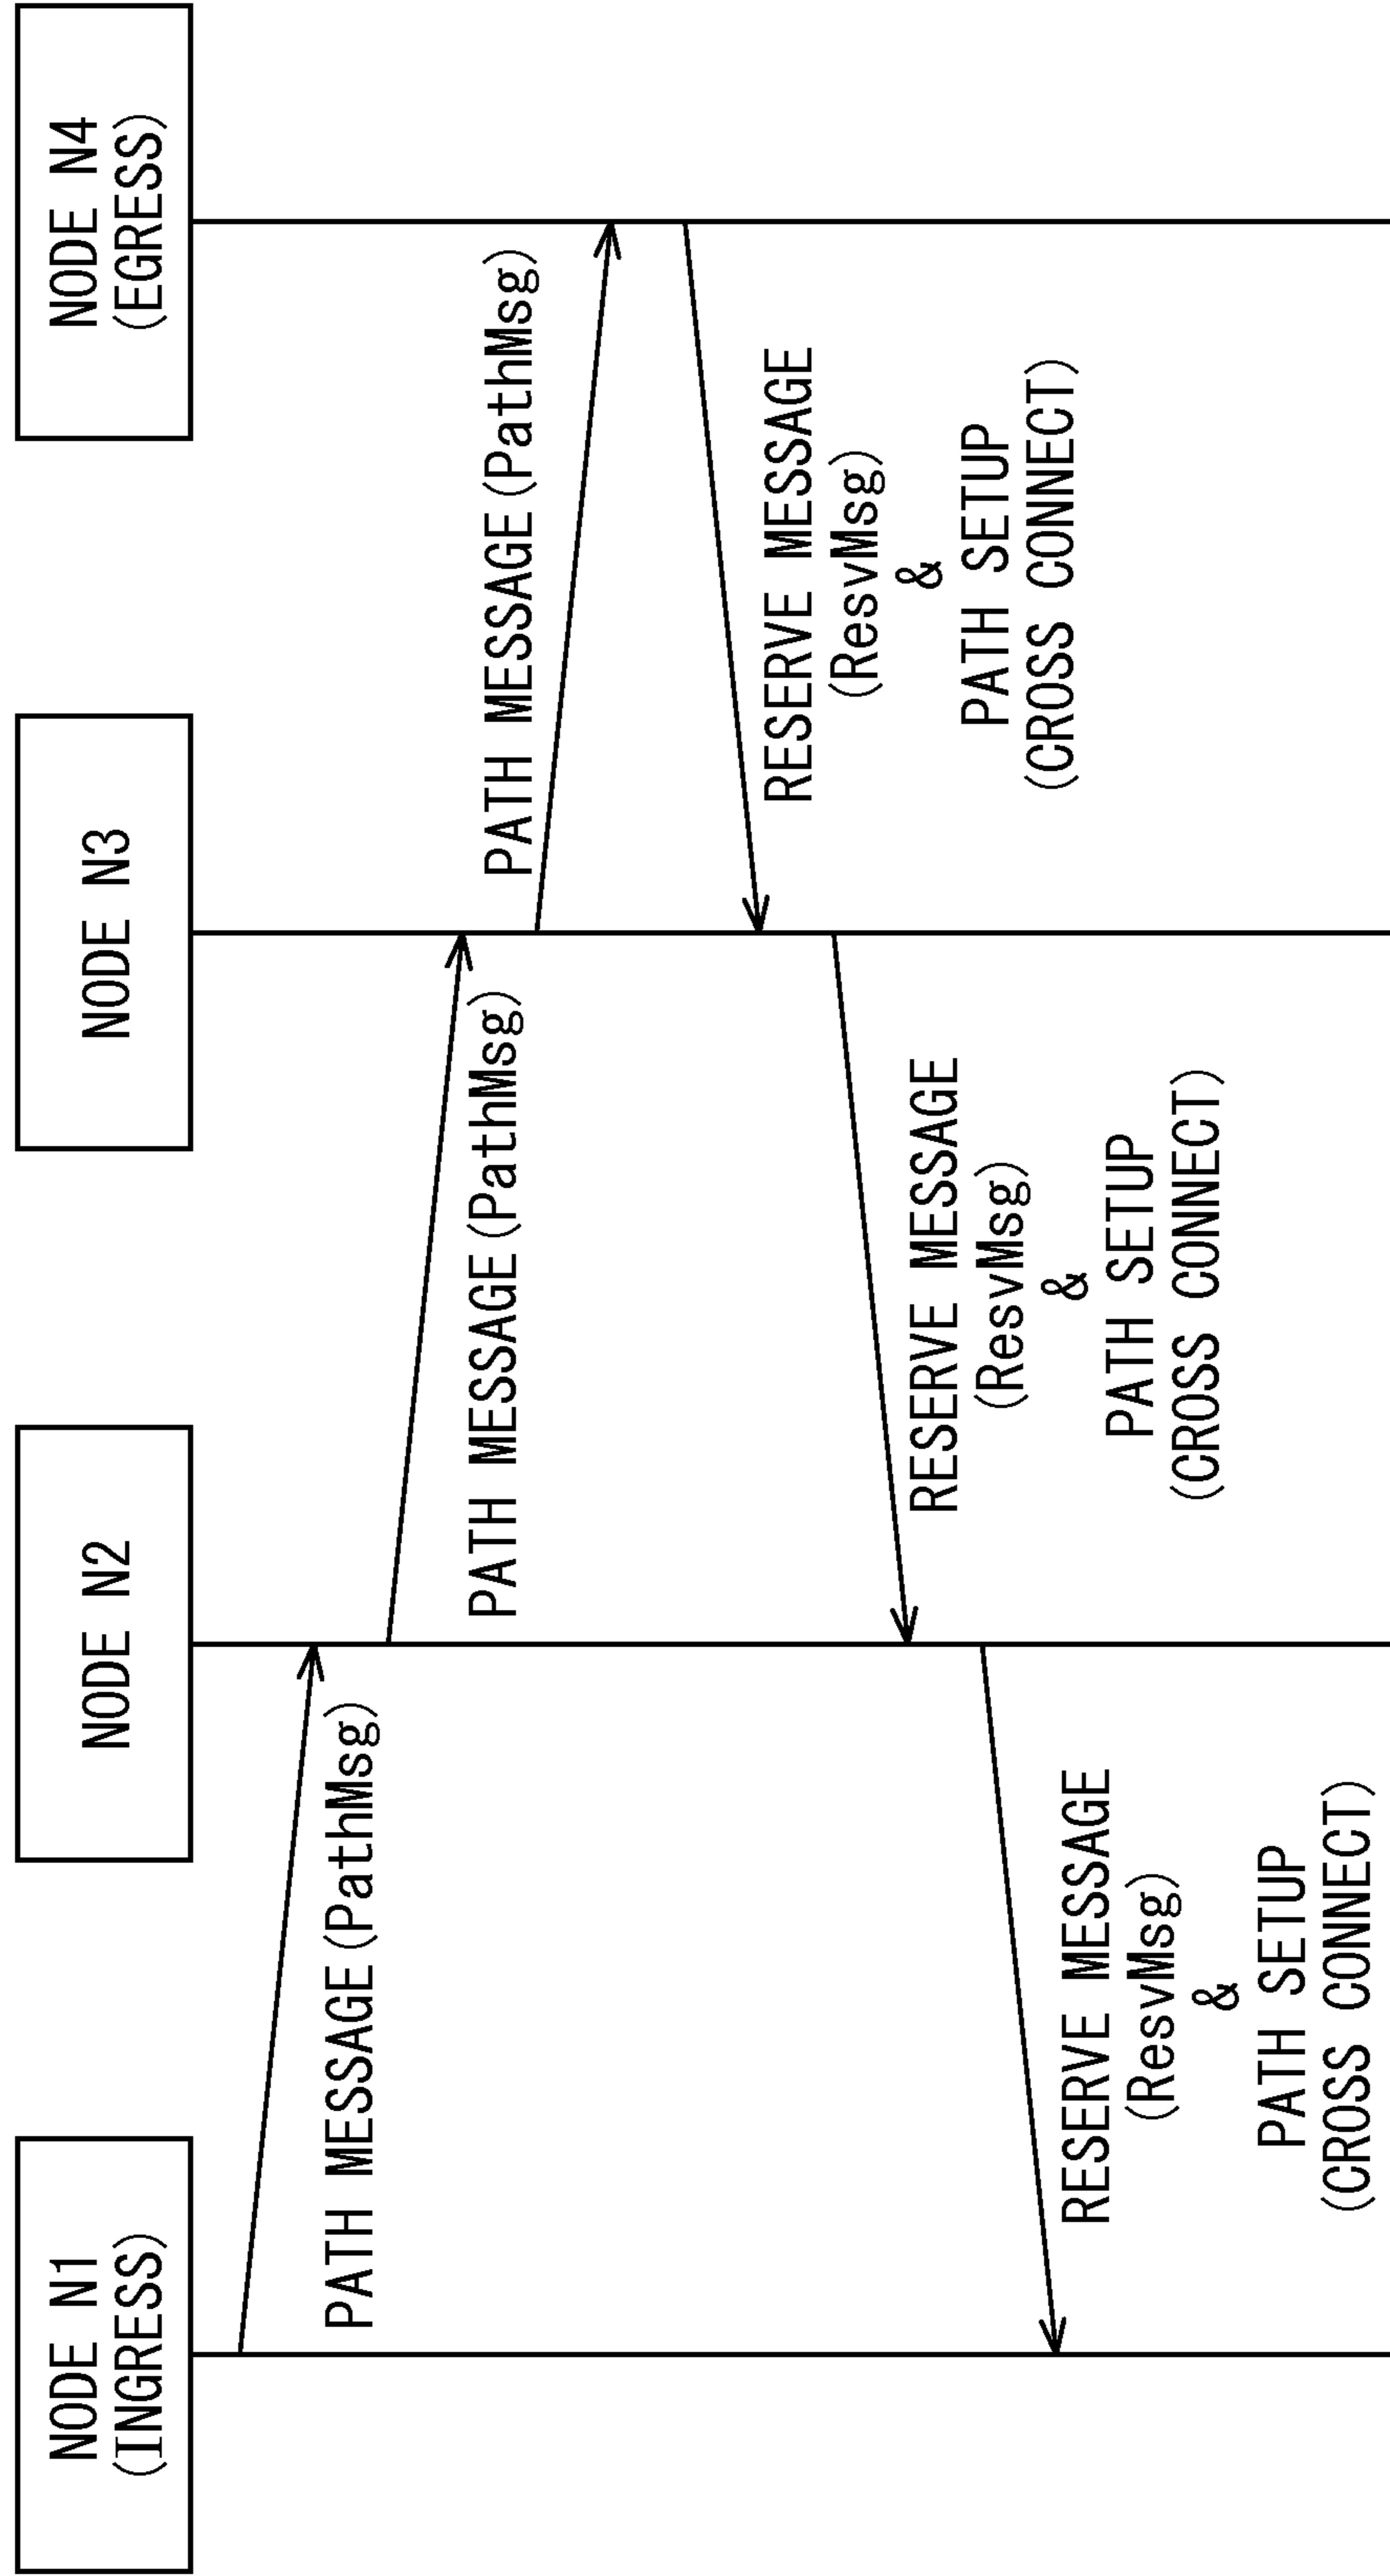 NODE N1
(INGRESS)
NODE N2
NODE N3
NODE N4
(EGRESS)
PATH MESSAGE(PathMsg)
PATH MESSAGE(PathMsg)
PATH MESSAGE(PathMsg)
RESERVE MESSAGE
(ResvMsg)
&
PATH SETUP
(CROSS CONNECT)
RESERVE MESSAGE
(ResvMsg)
&
PATH SETUP
(CROSS CONNECT)
RESERVE MESSAGE
(ResvMsg)
&
PATH SETUP
(CROSS CONNECT)